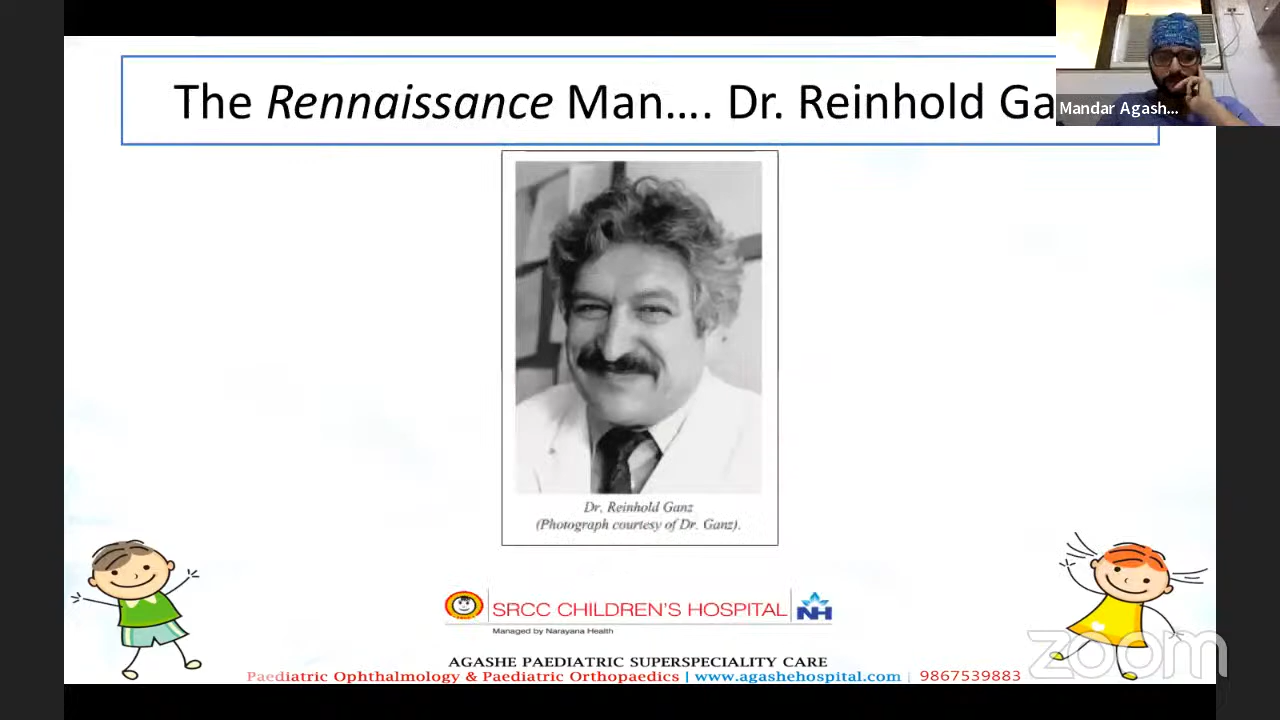 The Rennaissance Man…. Dr. Reinhold Ga
Mandar Agash...
Dr. Reinhold Ganz
(Photograph courtesy of Dr. Ganz).
SRCC CHILDREN'S HOSPITAL NH
Managed by Narayana Health
AGASHE PAEDIATRIC SUPERSPECIALITY CARE
Paediatric Ophthalmology & Paediatric Orthopaedics | www.agashehospital.com | 9867539883
zoom